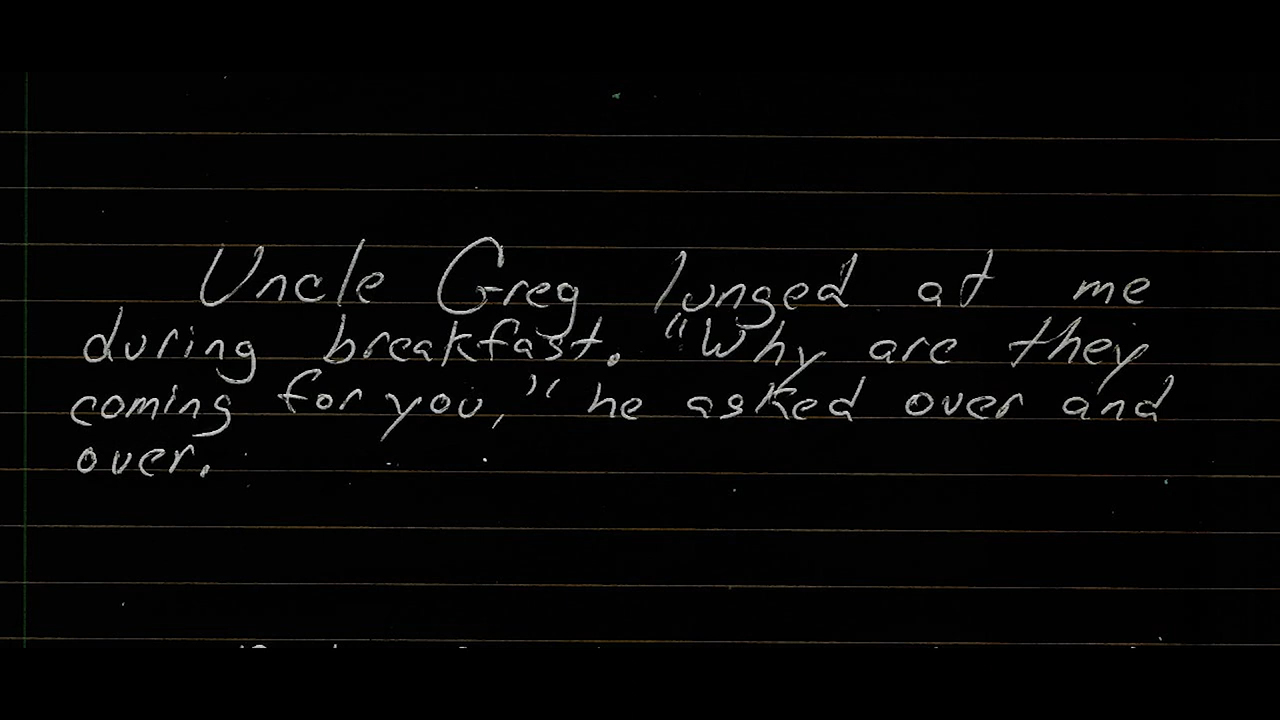 Uncle Greg lunged at me
during breakfast. "Why are they
coming for you," he asked over and
over.